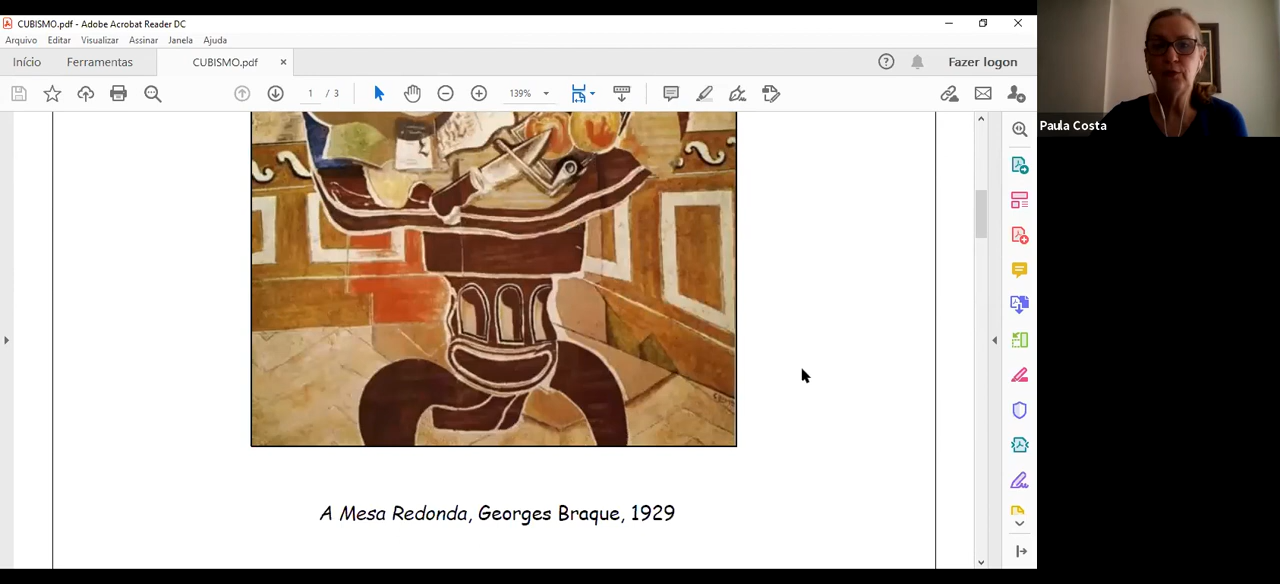 CUBISMO.pdf - Adobe Acrobat Reader DC
Arquivo Editar Visualizar Assinar Janela Ajuda
Início Ferramentas CUBISMO.pdf Fazer logon
1 / 3 139%
Paula Costa
A Mesa Redonda, Georges Braque, 1929